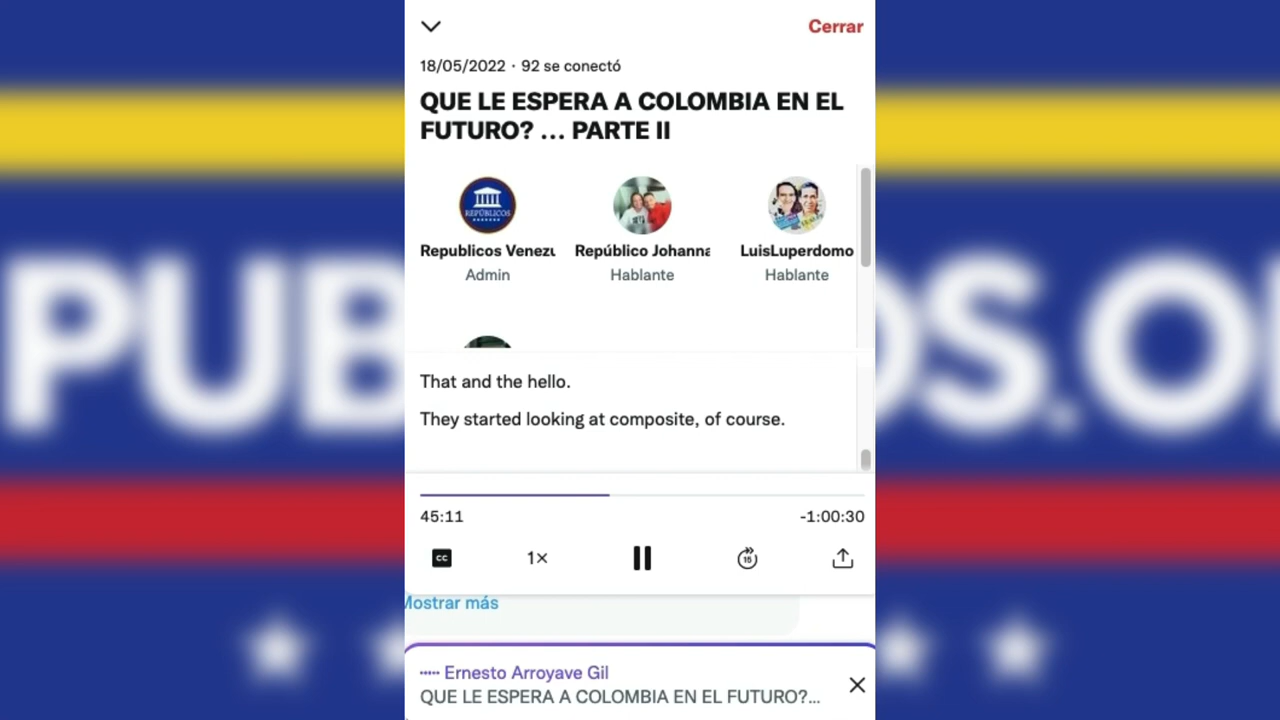 Cerrar
18/05/2022 · 92 se conectó
QUE LE ESPERA A COLOMBIA EN EL
FUTURO? ... PARTE II
REPÚBLICOS
Republicos Venezu
República Johanna
LuisLuperdomo
Admin
Hablante
Hablante
That and the hello.
They started looking at composite, of course.
45:11
-1:00:30
CC
1×
15
Mostrar más
Ernesto Arroyave Gil
QUE LE ESPERA A COLOMBIA EN EL FUTURO?...
PUB
OS.O